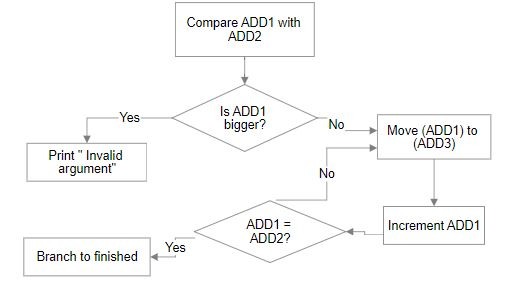 Compare ADD1 with
ADD2
Is ADD1
bigger?
Yes
No
Print " Invalid
argument"
Move (ADD1) to
(ADD3)
No
Increment ADD1
ADD1 =
ADD2?
Yes
Branch to finished